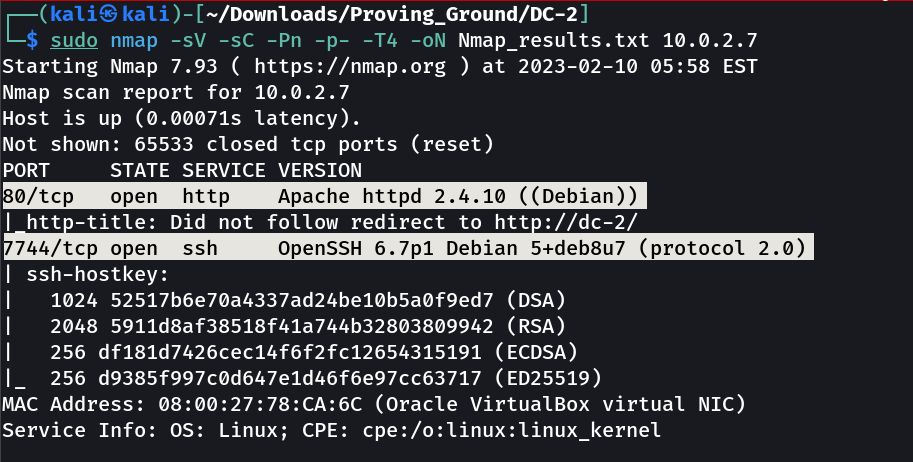 ┌──(kali㉿kali)-[~/Downloads/Proving_Ground/DC-2]
└─$ sudo nmap -sV -sC -Pn -p- -T4 -oN Nmap_results.txt 10.0.2.7
Starting Nmap 7.93 ( https://nmap.org ) at 2023-02-10 05:58 EST
Nmap scan report for 10.0.2.7
Host is up (0.00071s latency).
Not shown: 65533 closed tcp ports (reset)
PORT     STATE SERVICE VERSION
80/tcp   open  http    Apache httpd 2.4.10 ((Debian))
|_http-title: Did not follow redirect to http://dc-2/
7744/tcp open  ssh     OpenSSH 6.7p1 Debian 5+deb8u7 (protocol 2.0)
| ssh-hostkey:
|   1024 52517b6e70a4337ad24be10b5a0f9ed7 (DSA)
|   2048 5911d8af38518f41a744b32803809942 (RSA)
|   256 df181d7426cec14f6f2fc12654315191 (ECDSA)
|_  256 d9385f997c0d647e1d46f6e97cc63717 (ED25519)
MAC Address: 08:00:27:78:CA:6C (Oracle VirtualBox virtual NIC)
Service Info: OS: Linux; CPE: cpe:/o:linux:linux_kernel